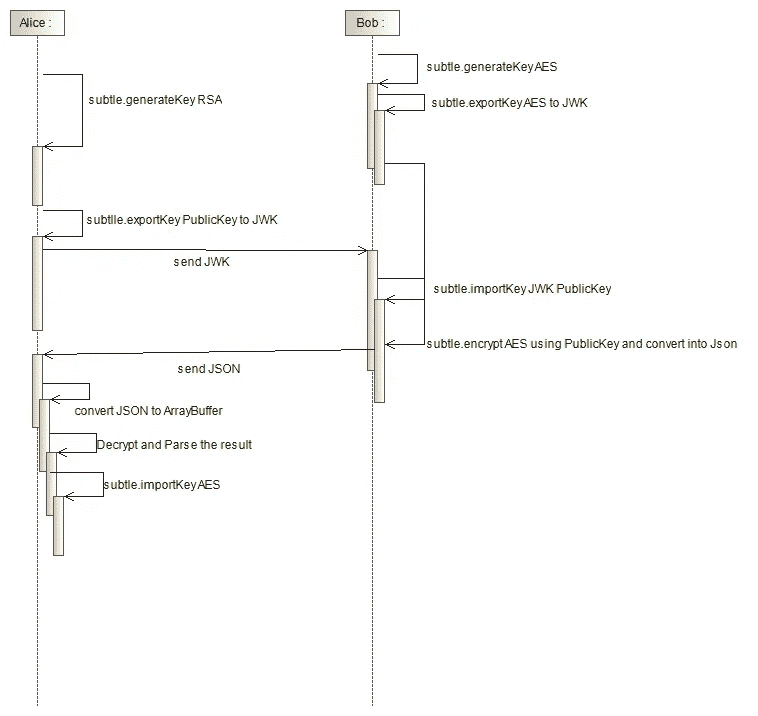 Alice :
Bob :
subtle.generateKeyAES
subtle.generateKey RSA
subtle.exportKeyAES to JWK
subtlle.exportKey PublicKey to JWK
send JWK
subtle.importKey JWK PublicKey
subtle.encryptAES using PublicKey and convert into Json
send JSON
convert JSON to ArrayBuffer
Decrypt and Parse the result
subtle.importKeyAES